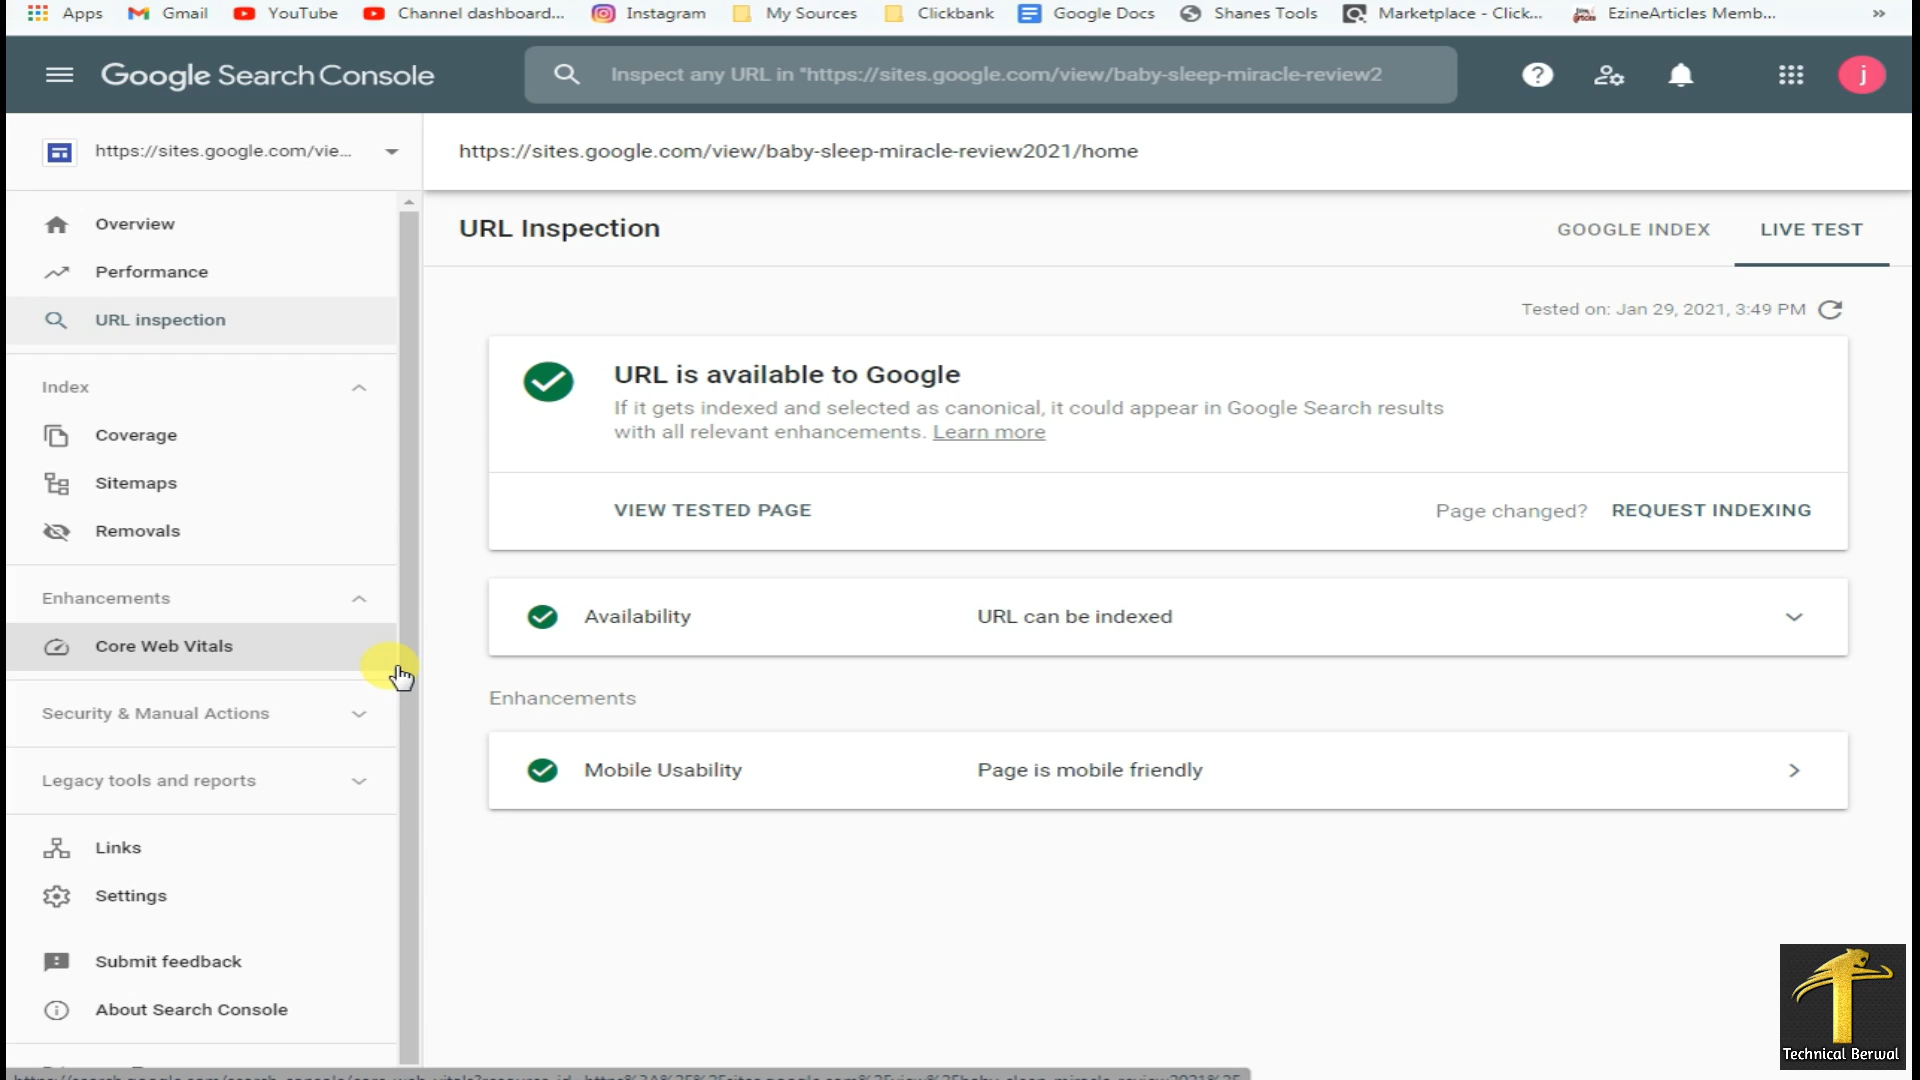 Apps Gmail YouTube Channel dashboard... Instagram My Sources Clickbank Google Docs Shanes Tools Marketplace - Click... EzineArticles Memb... »
Google Search Console
Inspect any URL in "https://sites.google.com/view/baby-sleep-miracle-review2
j
https://sites.google.com/vie...
https://sites.google.com/view/baby-sleep-miracle-review2021/home
Overview
Performance
URL inspection
Index
Coverage
Sitemaps
Removals
Enhancements
Core Web Vitals
Security & Manual Actions
Legacy tools and reports
Links
Settings
Submit feedback
About Search Console
URL Inspection
GOOGLE INDEX
LIVE TEST
Tested on: Jan 29, 2021, 3:49 PM
URL is available to Google
If it gets indexed and selected as canonical, it could appear in Google Search results
with all relevant enhancements. Learn more
VIEW TESTED PAGE
Page changed? REQUEST INDEXING
Availability URL can be indexed
Enhancements
Mobile Usability Page is mobile friendly
Technical Berwal